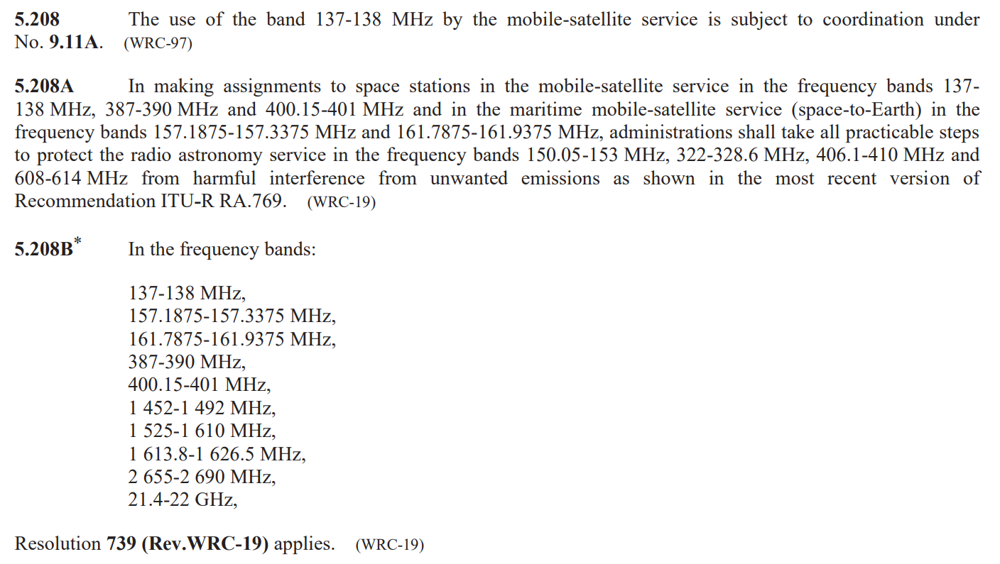 5.208 The use of the band 137-138 MHz by the mobile-satellite service is subject to coordination under
No. 9.11A. (WRC-97)
5.208A In making assignments to space stations in the mobile-satellite service in the frequency bands 137-
138 MHz, 387-390 MHz and 400.15-401 MHz and in the maritime mobile-satellite service (space-to-Earth) in the
frequency bands 157.1875-157.3375 MHz and 161.7875-161.9375 MHz, administrations shall take all practicable steps
to protect the radio astronomy service in the frequency bands 150.05-153 MHz, 322-328.6 MHz, 406.1-410 MHz and
608-614 MHz from harmful interference from unwanted emissions as shown in the most recent version of
Recommendation ITU-R RA.769. (WRC-19)
5.208B* In the frequency bands:
137-138 MHz,
157.1875-157.3375 MHz,
161.7875-161.9375 MHz,
387-390 MHz,
400.15-401 MHz,
1 452-1 492 MHz,
1 525-1 610 MHz,
1 613.8-1 626.5 MHz,
2 655-2 690 MHz,
21.4-22 GHz,
Resolution 739 (Rev.WRC-19) applies. (WRC-19)